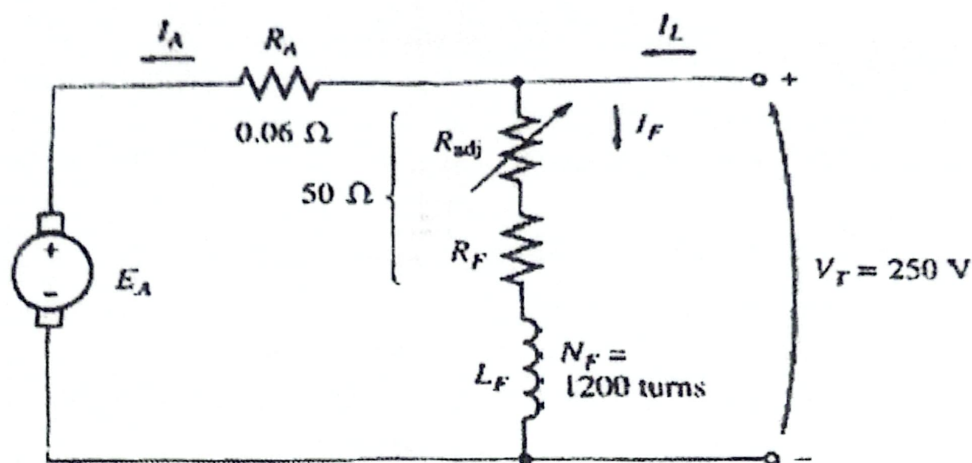 I_A R_A I_L
+
0.06 Ω R_adj I_F
50 Ω
R_F
+
E_A
-
V_T = 250 V
L_F N_F =
1200 turns
-